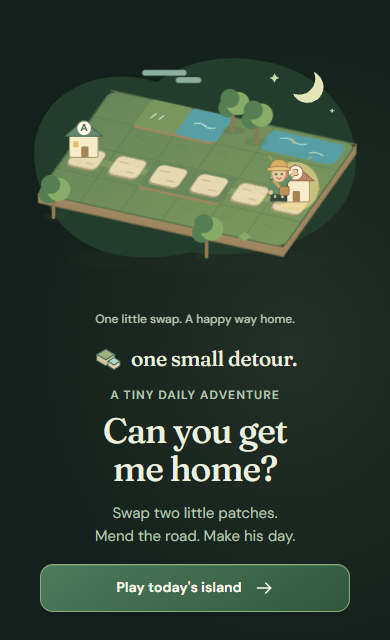 A
One little swap. A happy way home.
one small detour.
A TINY DAILY ADVENTURE
Can you get
me home?
Swap two little patches.
Mend the road. Make his day.
Play today's island →